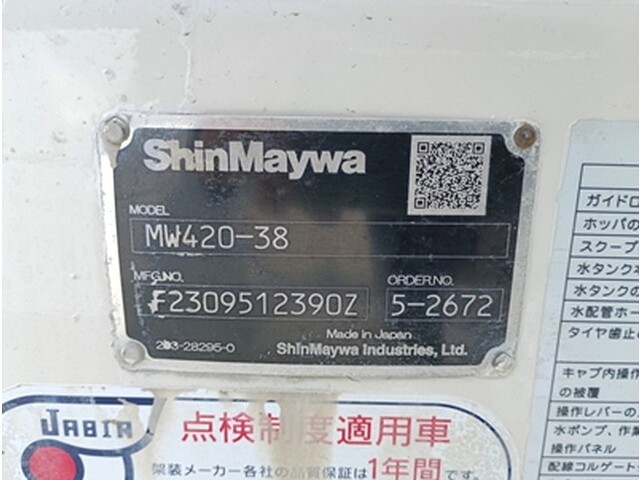 ShinMaywa
MODEL
MW420-38
MFG.NO. ORDER.NO.
F2309512390Z 5-2672
Made in Japan
ShinMaywa Industries, Ltd.
JABIA
点検制度適用車
架装メーカー各社の品質保証は1年間です。
ガイドロ
ホッパの
スクープ
水タンク
水タンクの
水配管ホー
タイヤ歯止
キャブ内操作
の被覆
操作レバーの
水ポンプ、作業
操作パネル
配線コルゲート